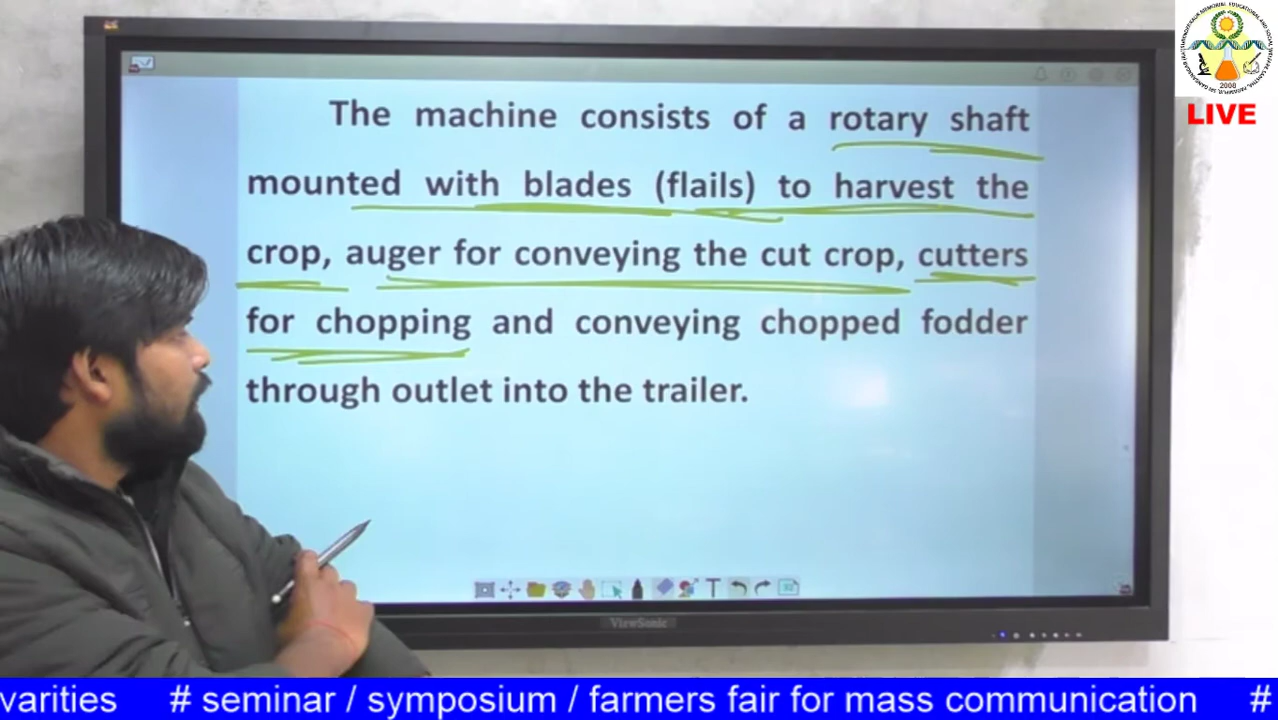 The machine consists of a rotary shaft
mounted with blades (flails) to harvest the
crop, auger for conveying the cut crop, cutters
for chopping and conveying chopped fodder
through outlet into the trailer.
ViewSonic
2008
LIVE
varities # seminar / symposium / farmers fair for mass communication #